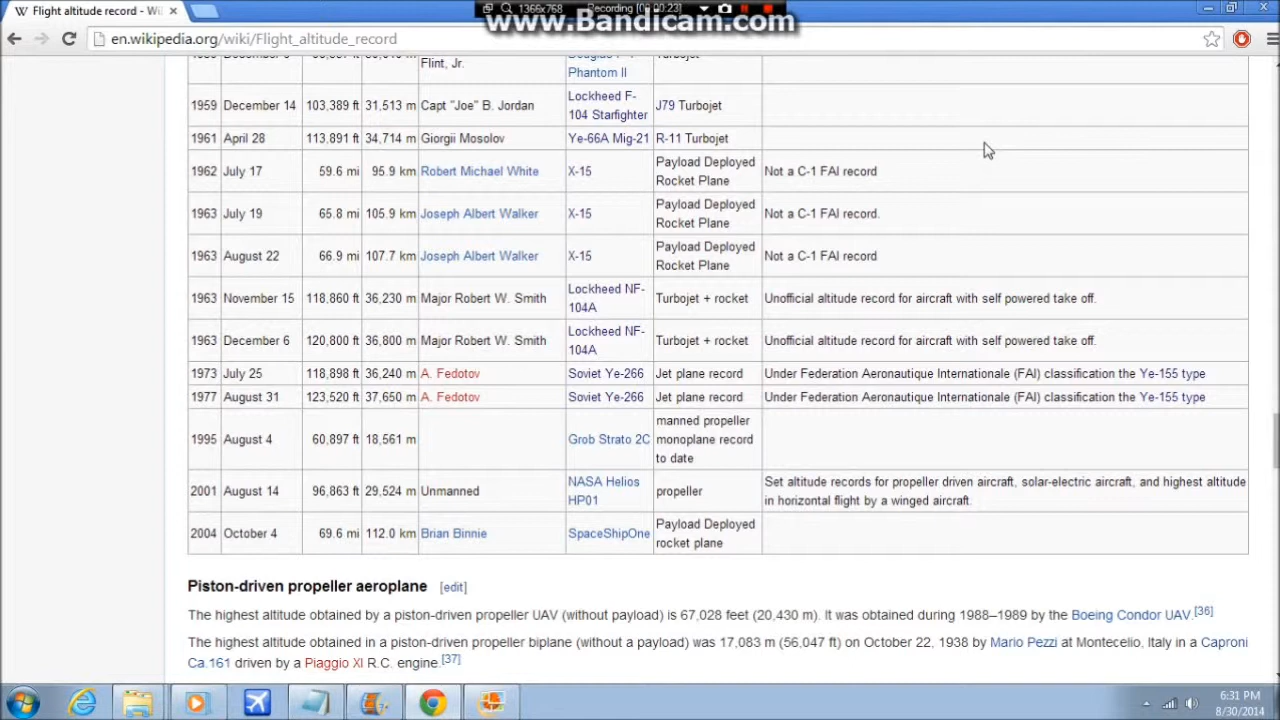 Flight altitude record - Wi
1366x768 Recording [00:00:23]
www.Bandicam.com
en.wikipedia.org/wiki/Flight_altitude_record
Flint, Jr.
Phantom II
1959 December 14 103,389 ft 31,513 m Capt "Joe" B. Jordan Lockheed F-104 Starfighter J79 Turbojet
1961 April 28 113,891 ft 34,714 m Giorgii Mosolov Ye-66A Mig-21 R-11 Turbojet
1962 July 17 59.6 mi 95.9 km Robert Michael White X-15 Payload Deployed Rocket Plane Not a C-1 FAI record
1963 July 19 65.8 mi 105.9 km Joseph Albert Walker X-15 Payload Deployed Rocket Plane Not a C-1 FAI record.
1963 August 22 66.9 mi 107.7 km Joseph Albert Walker X-15 Payload Deployed Rocket Plane Not a C-1 FAI record
1963 November 15 118,860 ft 36,230 m Major Robert W. Smith Lockheed NF-104A Turbojet + rocket Unofficial altitude record for aircraft with self powered take off.
1963 December 6 120,800 ft 36,800 m Major Robert W. Smith Lockheed NF-104A Turbojet + rocket Unofficial altitude record for aircraft with self powered take off.
1973 July 25 118,898 ft 36,240 m A. Fedotov Soviet Ye-266 Jet plane record Under Federation Aeronautique Internationale (FAI) classification the Ye-155 type
1977 August 31 123,520 ft 37,650 m A. Fedotov Soviet Ye-266 Jet plane record Under Federation Aeronautique Internationale (FAI) classification the Ye-155 type
1995 August 4 60,897 ft 18,561 m Grob Strato 2C manned propeller monoplane record to date
2001 August 14 96,863 ft 29,524 m Unmanned NASA Helios HP01 propeller Set altitude records for propeller driven aircraft, solar-electric aircraft, and highest altitude in horizontal flight by a winged aircraft.
2004 October 4 69.6 mi 112.0 km Brian Binnie SpaceShipOne Payload Deployed rocket plane
Piston-driven propeller aeroplane [edit]
The highest altitude obtained by a piston-driven propeller UAV (without payload) is 67,028 feet (20,430 m). It was obtained during 1988–1989 by the Boeing Condor UAV.[36]
The highest altitude obtained in a piston-driven propeller biplane (without a payload) was 17,083 m (56,047 ft) on October 22, 1938 by Mario Pezzi at Montecelio, Italy in a Caproni
Ca.161 driven by a Piaggio XI R.C. engine.[37]
6:31 PM
8/30/2014